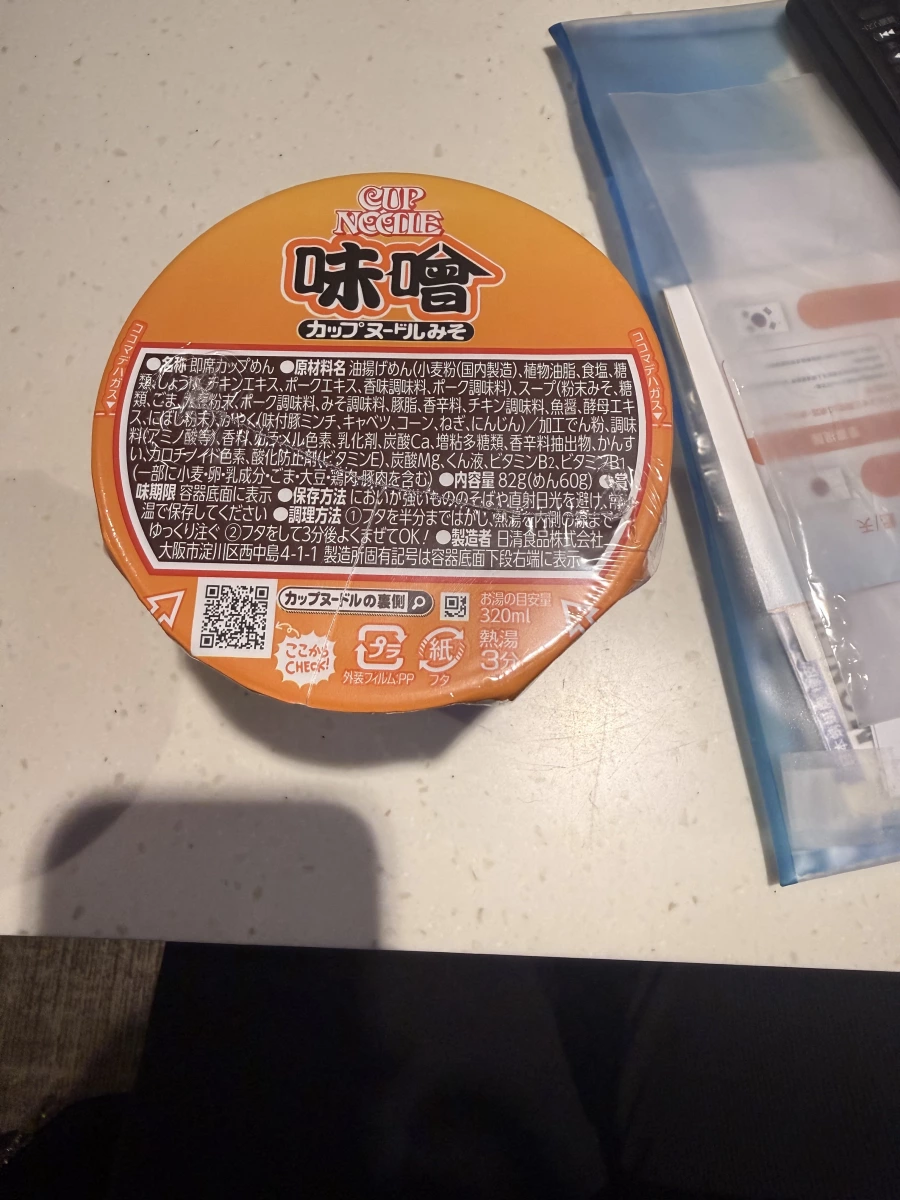 CUP
NOODLE
味噌
カップヌードルみそ
ココマデハガス
ココマデハガス
●名称 即席カップめん ●原材料名 油揚げめん(小麦粉(国内製造)、植物油脂、食塩、糖
類、しょうゆ、チキンエキス、ポークエキス、香味調味料、ポーク調味料)、スープ(粉末みそ、糖
類、ごま、粉末、ポーク調味料、みそ調味料、豚脂、香辛料、チキン調味料、魚醤、酵母エキ
ス、にぼし粉末)、かやく(味付豚ミンチ、キャベツ、コーン、ねぎ、にんじん)/加工でん粉、調味
料(アミノ酸等)、香料、カラメル色素、乳化剤、炭酸Ca、増粘多糖類、香辛料抽出物、かんす
い、カロチノイド色素、酸化防止剤(ビタミンE)、炭酸Mg、くん液、ビタミンB2、ビタミンB1、
(一部に小麦・卵・乳成分・ごま・大豆・鶏肉・豚肉を含む) ●内容量 82g(めん60g) ●賞
味期限 容器底面に表示 ●保存方法 においが強いもののそばや直射日光を避け、常
温で保存してください ●調理方法 ①フタを半分まではがし、熱湯を内側の線まで
ゆっくり注ぐ ②フタをして3分後よくまぜてOK! ●製造者 日清食品株式会社
大阪市淀川区西中島4-1-1 製造所固有記号は容器底面下段右端に表示
カップヌードルの裏側
ここから
CHECK!
プラ
外装フィルム:PP
紙
フタ
お湯の目安量
320ml
熱湯
3分